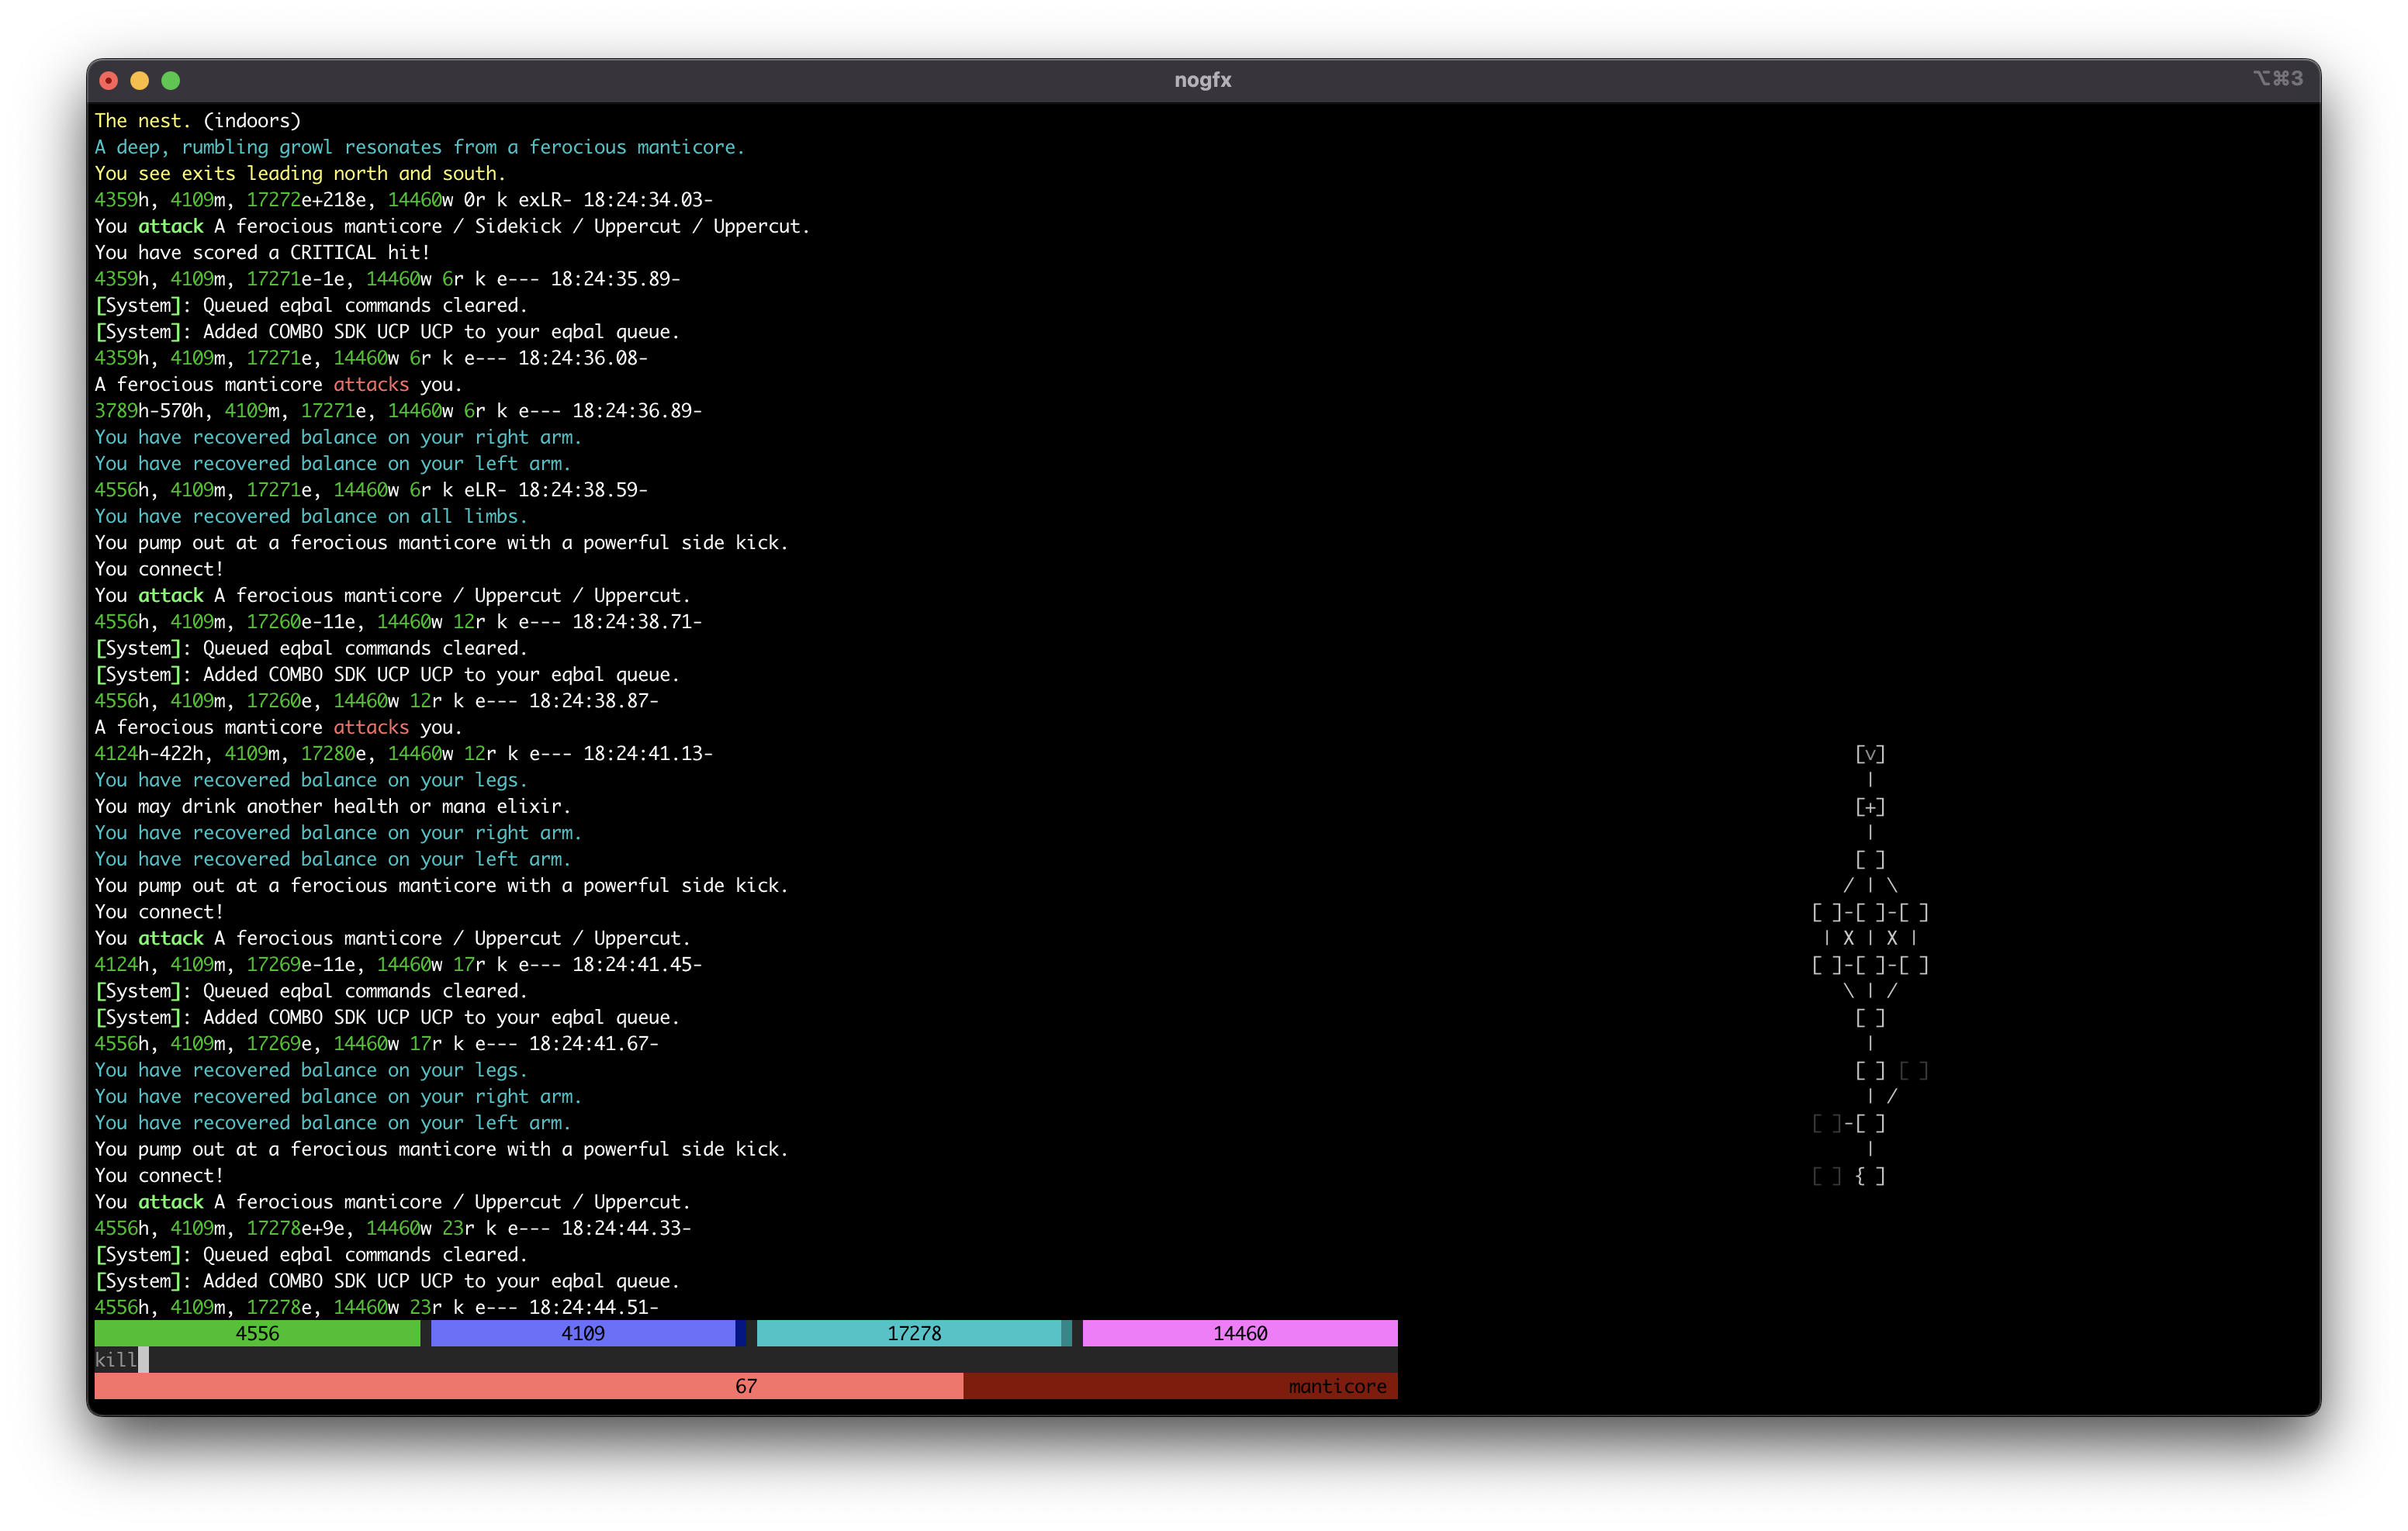 nogfx
⌥⌘3
The nest. (indoors)
A deep, rumbling growl resonates from a ferocious manticore.
You see exits leading north and south.
4359h, 4109m, 17272e+218e, 14460w 0r k exLR- 18:24:34.03-
You attack A ferocious manticore / Sidekick / Uppercut / Uppercut.
You have scored a CRITICAL hit!
4359h, 4109m, 17271e-1e, 14460w 6r k e--- 18:24:35.89-
[System]: Queued eqbal commands cleared.
[System]: Added COMBO SDK UCP UCP to your eqbal queue.
4359h, 4109m, 17271e, 14460w 6r k e--- 18:24:36.08-
A ferocious manticore attacks you.
3789h-570h, 4109m, 17271e, 14460w 6r k e--- 18:24:36.89-
You have recovered balance on your right arm.
You have recovered balance on your left arm.
4556h, 4109m, 17271e, 14460w 6r k eLR- 18:24:38.59-
You have recovered balance on all limbs.
You pump out at a ferocious manticore with a powerful side kick.
You connect!
You attack A ferocious manticore / Uppercut / Uppercut.
4556h, 4109m, 17260e-11e, 14460w 12r k e--- 18:24:38.71-
[System]: Queued eqbal commands cleared.
[System]: Added COMBO SDK UCP UCP to your eqbal queue.
4556h, 4109m, 17260e, 14460w 12r k e--- 18:24:38.87-
A ferocious manticore attacks you.
4124h-422h, 4109m, 17280e, 14460w 12r k e--- 18:24:41.13-
You have recovered balance on your legs.
You may drink another health or mana elixir.
You have recovered balance on your right arm.
You have recovered balance on your left arm.
You pump out at a ferocious manticore with a powerful side kick.
You connect!
You attack A ferocious manticore / Uppercut / Uppercut.
4124h, 4109m, 17269e-11e, 14460w 17r k e--- 18:24:41.45-
[System]: Queued eqbal commands cleared.
[System]: Added COMBO SDK UCP UCP to your eqbal queue.
4556h, 4109m, 17269e, 14460w 17r k e--- 18:24:41.67-
You have recovered balance on your legs.
You have recovered balance on your right arm.
You have recovered balance on your left arm.
You pump out at a ferocious manticore with a powerful side kick.
You connect!
You attack A ferocious manticore / Uppercut / Uppercut.
4556h, 4109m, 17278e+9e, 14460w 23r k e--- 18:24:44.33-
[System]: Queued eqbal commands cleared.
[System]: Added COMBO SDK UCP UCP to your eqbal queue.
4556h, 4109m, 17278e, 14460w 23r k e--- 18:24:44.51-
4556 4109 17278 14460
kill
67 manticore
[v]
|
[+]
|
[ ]
/ | \
[ ]-[ ]-[ ]
| X | X |
[ ]-[ ]-[ ]
\ | /
[ ]
|
[ ] [ ]
| /
[ ]-[ ]
|
[ ] { ]